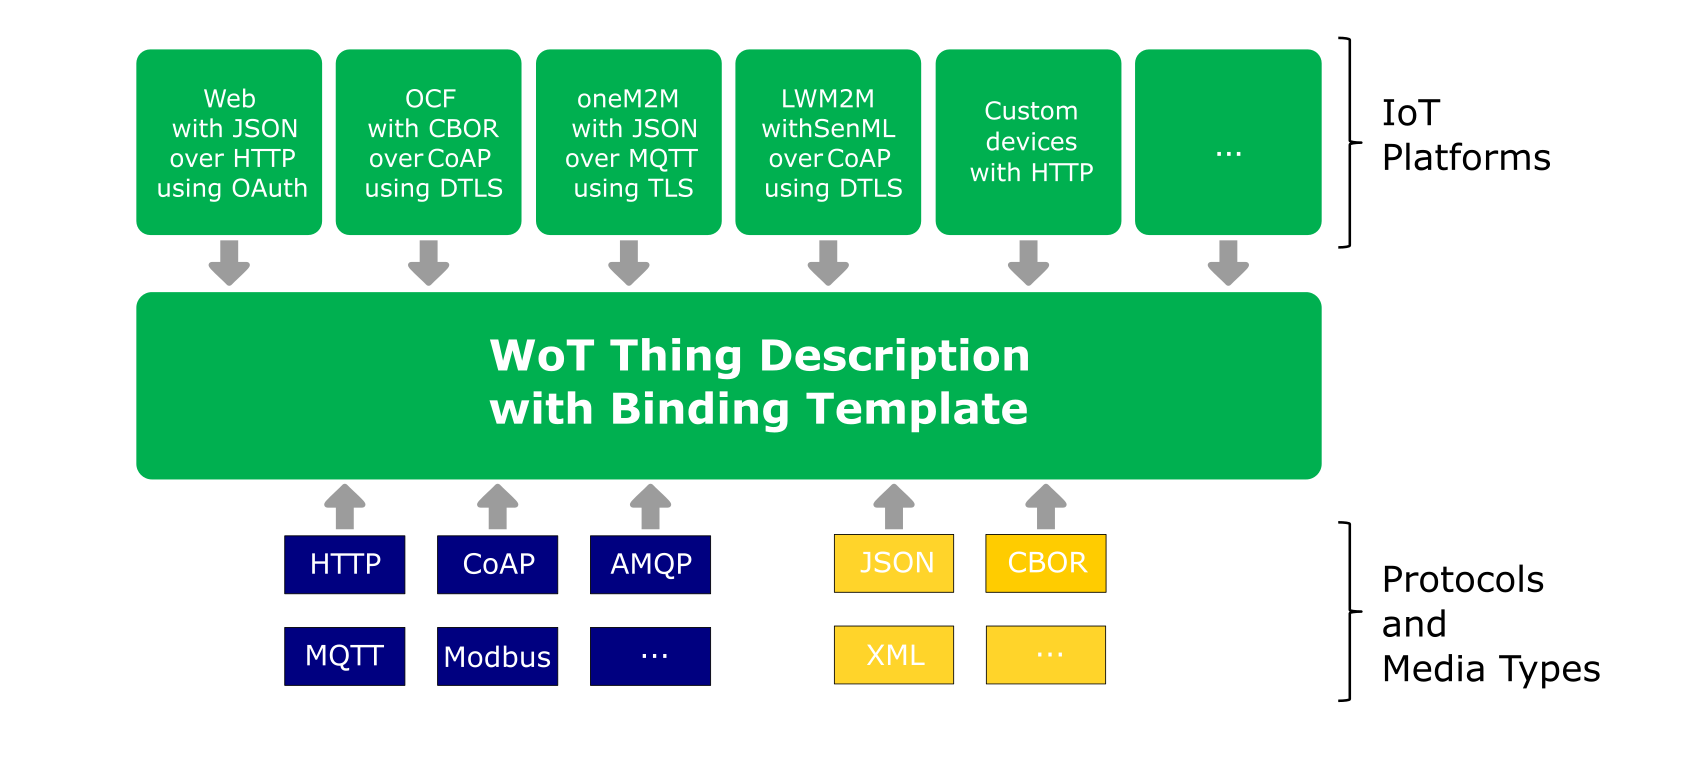 Web
with JSON
over HTTP
using OAuth
OCF
with CBOR
over CoAP
using DTLS
oneM2M
with JSON
over MQTT
using TLS
LWM2M
withSenML
over CoAP
using DTLS
Custom
devices
with HTTP
...
IoT
Platforms
WoT Thing Description
with Binding Template
HTTP
CoAP
AMQP
JSON
CBOR
MQTT
Modbus
...
XML
...
Protocols
and
Media Types